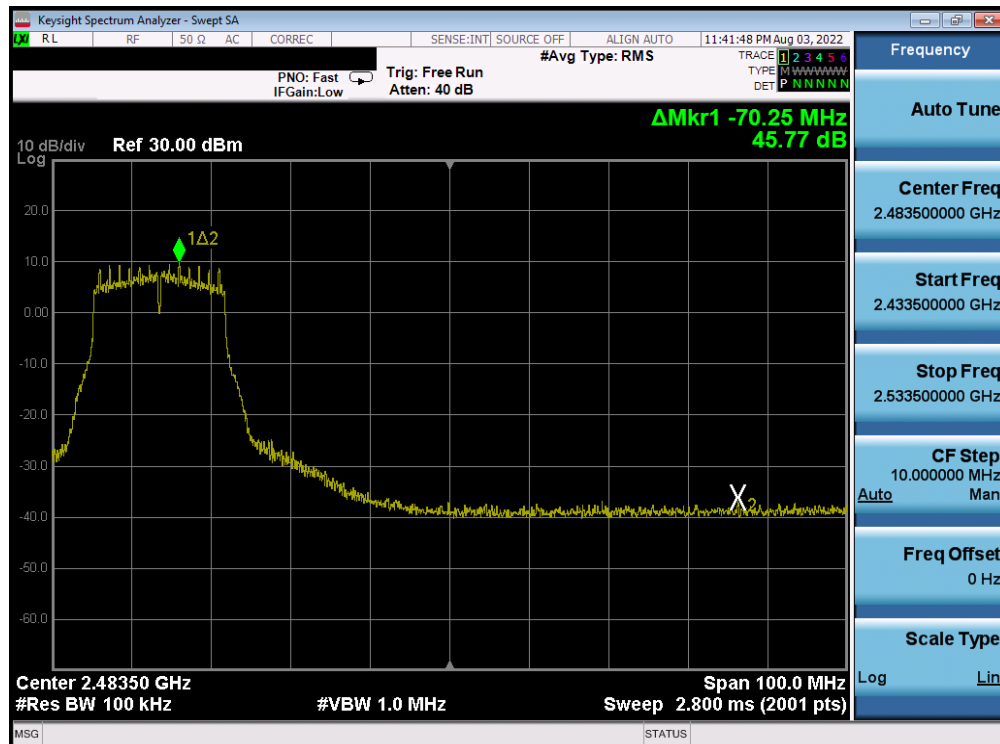 Keysight Spectrum Analyzer - Swept SA
LXI RL RF 50 Ω AC CORREC SENSE:INT SOURCE OFF ALIGN AUTO 11:41:48 PM Aug 03, 2022
#Avg Type: RMS
TRACE 1 2 3 4 5 6
PNO: Fast Trig: Free Run TYPE M W W W W W
IFGain:Low Atten: 40 dB DET P N N N N N
ΔMkr1 -70.25 MHz
45.77 dB
10 dB/div Ref 30.00 dBm
Log
20.0
1Δ2
10.0
0.00
-10.0
-20.0
-30.0
X2
-40.0
-50.0
-60.0
Center 2.48350 GHz Span 100.0 MHz
#Res BW 100 kHz #VBW 1.0 MHz Sweep 2.800 ms (2001 pts)
MSG STATUS
Frequency
Auto Tune
Center Freq
2.483500000 GHz
Start Freq
2.433500000 GHz
Stop Freq
2.533500000 GHz
CF Step
10.000000 MHz
Auto Man
Freq Offset
0 Hz
Scale Type
Log Lin